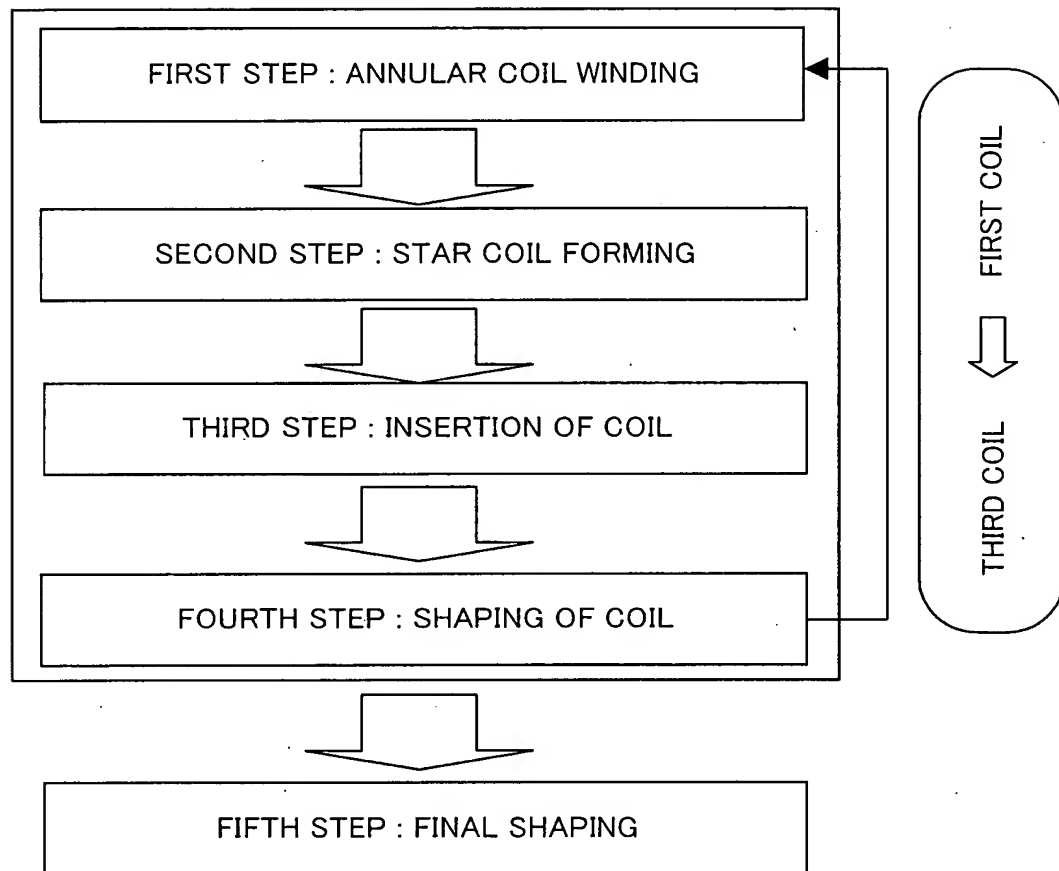 FIRST STEP : ANNULAR COIL WINDING
SECOND STEP : STAR COIL FORMING
THIRD STEP : INSERTION OF COIL
FOURTH STEP : SHAPING OF COIL
FIFTH STEP : FINAL SHAPING
FIRST COIL
THIRD COIL